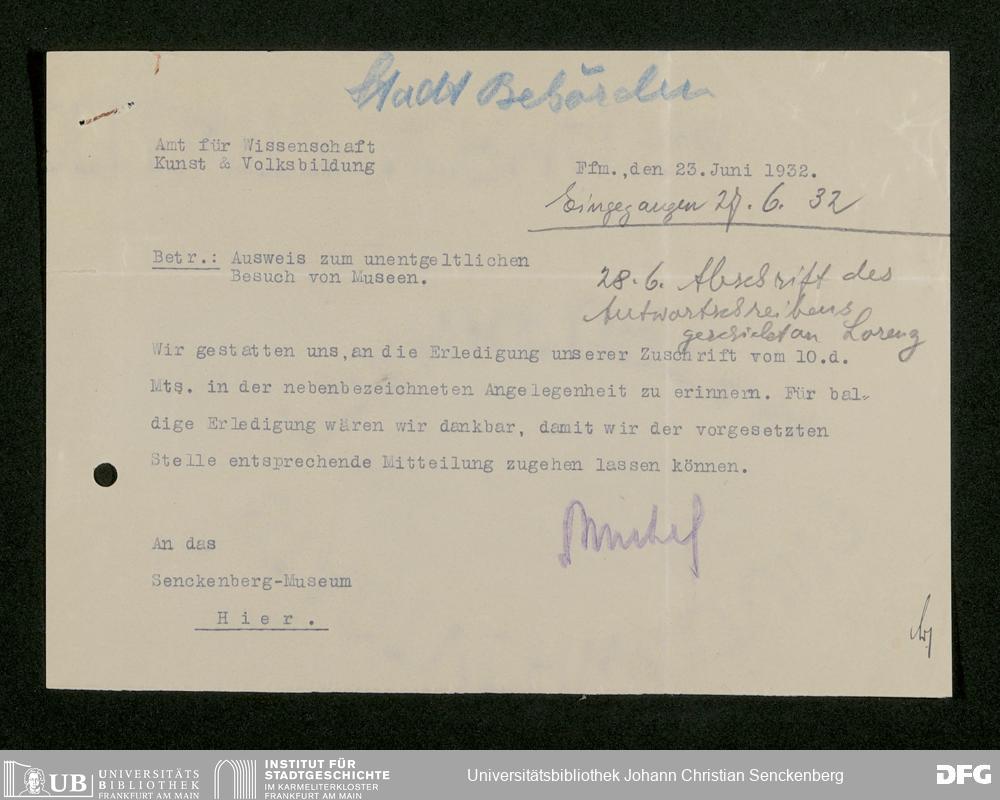 Stadt Behörden
Amt für Wissenschaft
Kunst & Volksbildung
Ffm.,den 23.Juni 1932.
Eingegangen 27. 6. 32
Betr.: Ausweis zum unentgeltlichen
Besuch von Museen.
28.6. Abschrift des
Antwortschreibens
geschickt an Lorenz
Wir gestatten uns,an die Erledigung unserer Zuschrift vom 10.d.
Mts. in der nebenbezeichneten Angelegenheit zu erinnern. Für bal-
dige Erledigung wären wir dankbar, damit wir der vorgesetzten
Stelle entsprechende Mitteilung zugehen lassen können.
An das
Senckenberg-Museum
H i e r .
UB
UNIVERSITÄTS
BIBLIOTHEK
FRANKFURT AM MAIN
INSTITUT FÜR
STADTGESCHICHTE
IM KARMELITERKLOSTER
FRANKFURT AM MAIN
Universitätsbibliothek Johann Christian Senckenberg
DFG